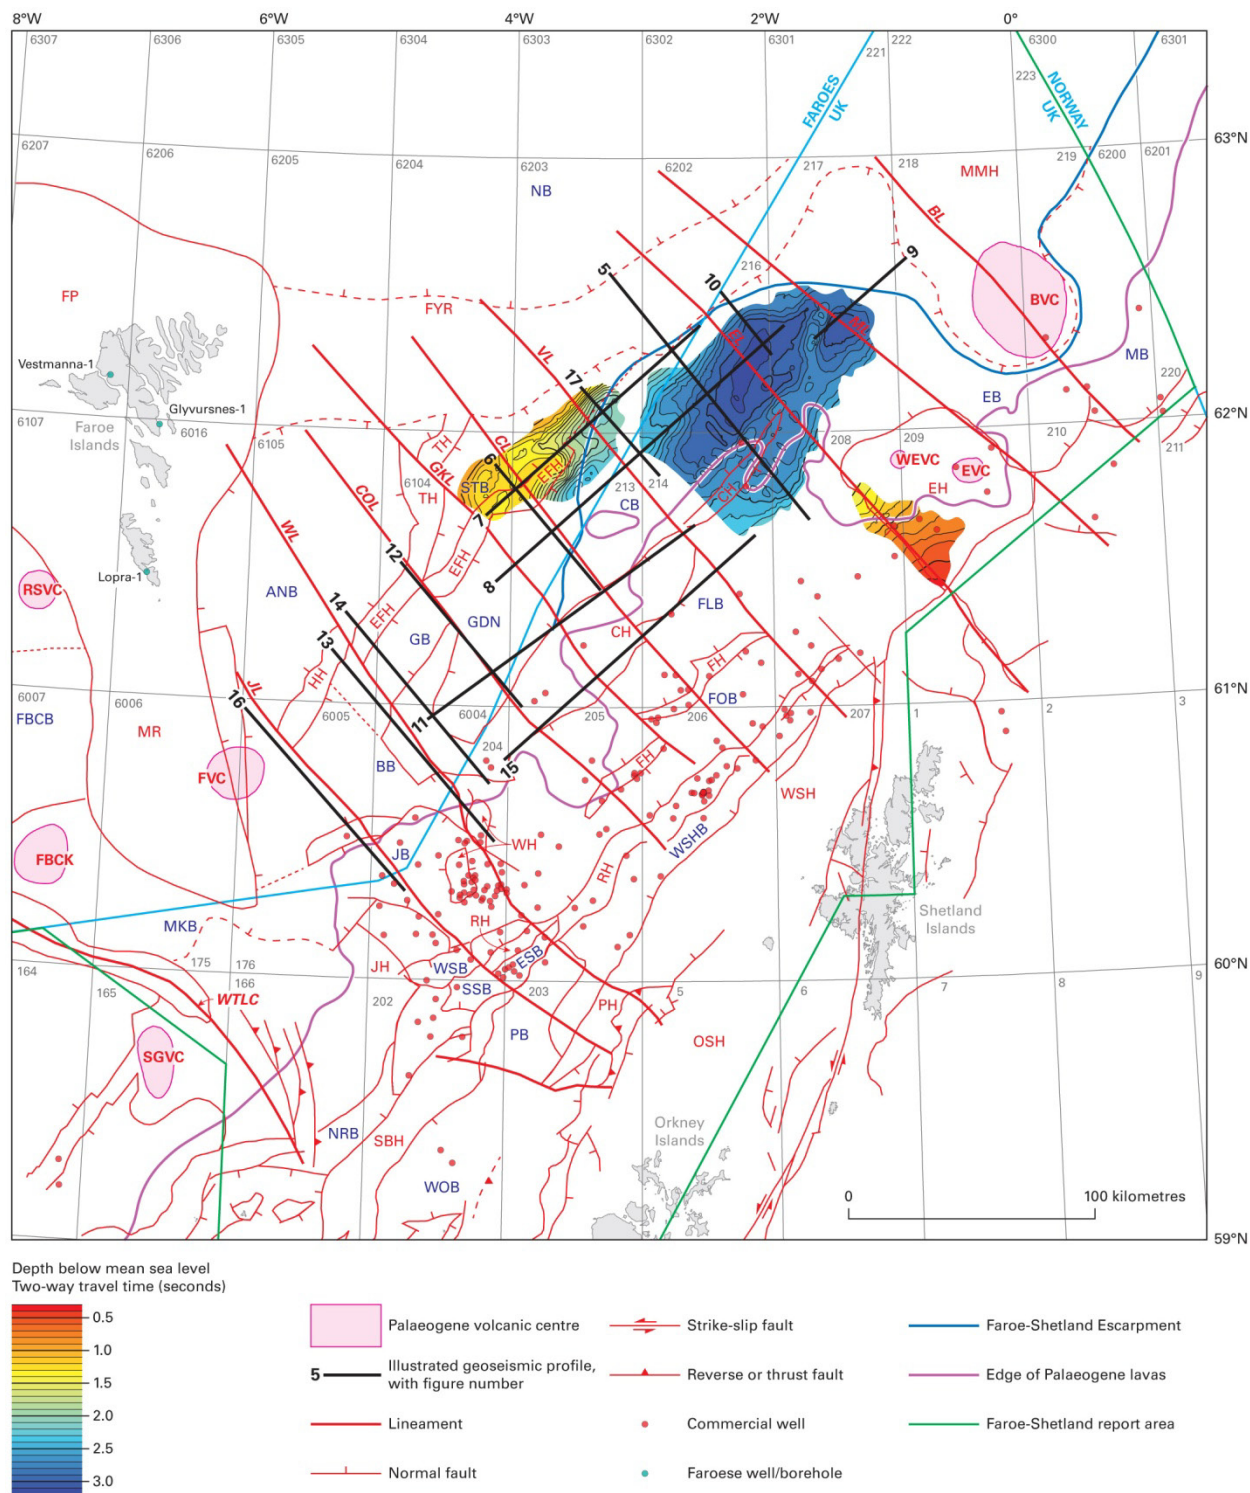 8°W 6°W 4°W 2°W 0°
6307 6306 6305 6304 6303 6302 6301 221 222 6300 6301
223
FAROES
UK
NORWAY
UK
63°N
6207 6206 6205 6204 6203 6202 217 218 219 6200 6201
MMH
NB
BL
9
216
5
10
BVC
FP
FYR
ML
EL
MB
VL
Vestmanna-1
17
220
EB
Glyvursnes-1
62°N
6107
Faroe
Islands
6016
6105
TH
CL
208
209
210
211
6
EFH
WEVC
EVC
GKL
6104
STB
213
214
CH
EH
TH
COL
CB
7
WL
12
EFH
8
Lopra-1
RSVC
ANB
14
FLB
EFH
GDN
13
GB
CH
FH
HH
JL
61°N
16
6007
6006
6005
11
6004
205
206
FOB
207
1
2
3
FBCB
MR
204
FH
15
BB
FVC
WSH
WH
WSHB
FBCK
JB
RH
RH
Shetland
Islands
MKB
ESB
60°N
164
175
176
JH
WSB
166
165
WTLC
202
SSB
203
PH
5
6
7
8
9
PB
OSH
SGVC
Orkney
Islands
NRB
SBH
WOB
0 100 kilometres
4
59°N
Depth below mean sea level
Two-way travel time (seconds)
0.5
1.0
1.5
2.0
2.5
3.0
Palaeogene volcanic centre
5 Illustrated geoseismic profile,
with figure number
Lineament
Normal fault
Strike-slip fault
Reverse or thrust fault
Commercial well
Faroese well/borehole
Faroe-Shetland Escarpment
Edge of Palaeogene lavas
Faroe-Shetland report area